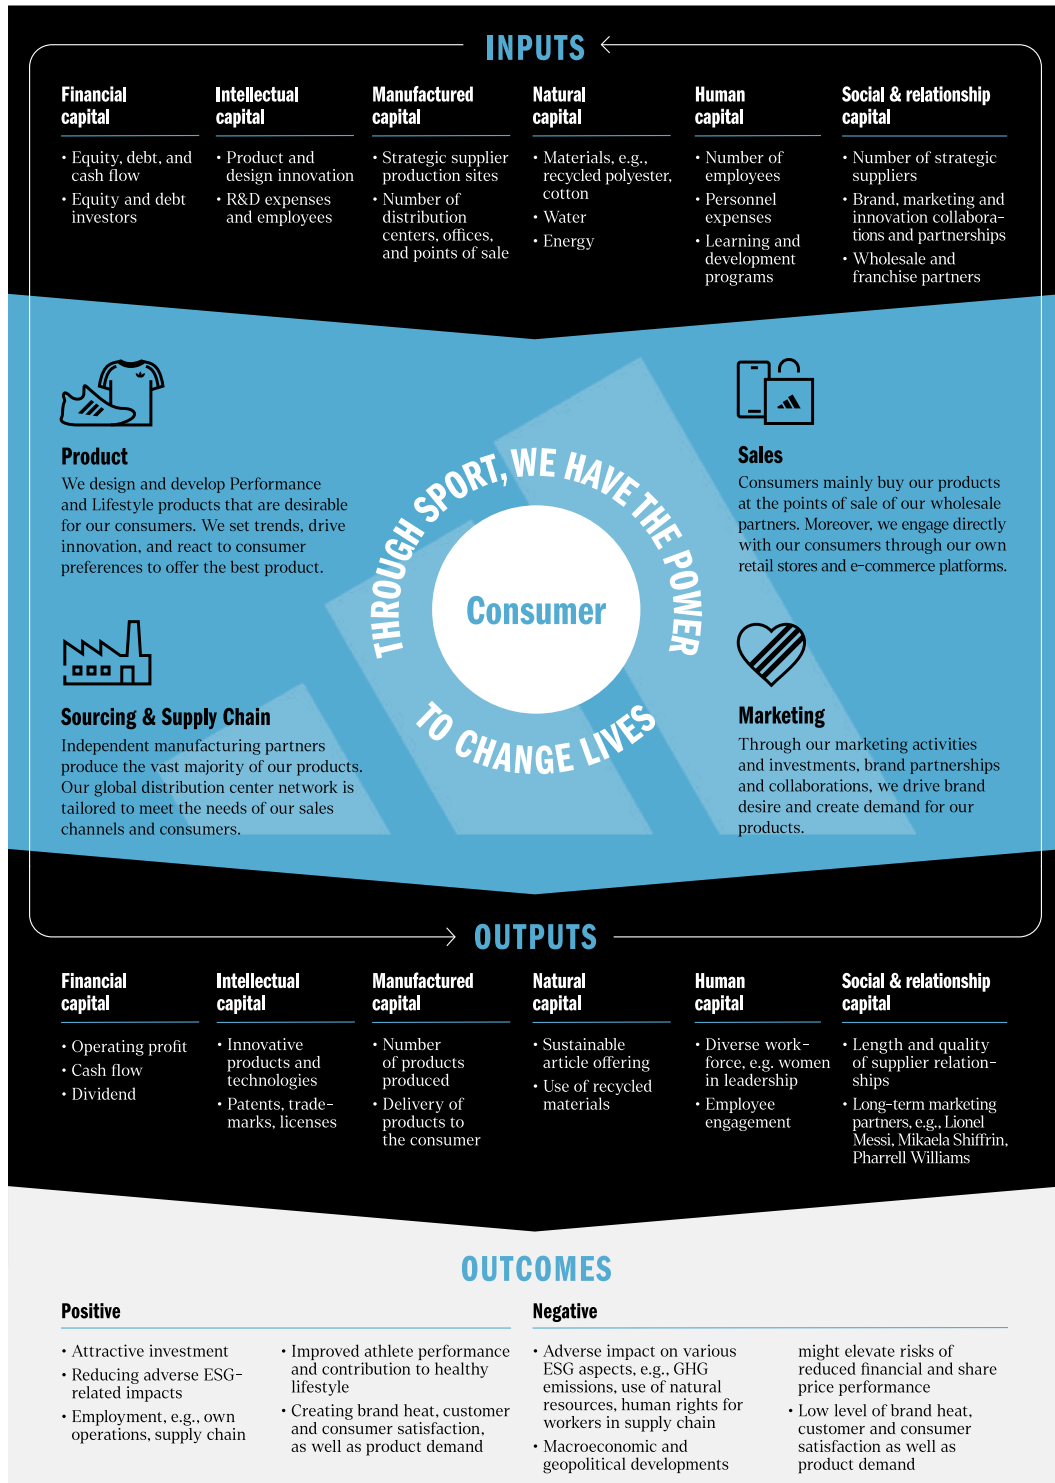 INPUTS
Financial
capital
• Equity, debt, and
cash flow
• Equity and debt
investors
Intellectual
capital
• Product and
design innovation
• R&D expenses
and employees
Manufactured
capital
• Strategic supplier
production sites
• Number of
distribution
centers, offices,
and points of sale
Natural
capital
• Materials, e.g.,
recycled polyester,
cotton
• Water
• Energy
Human
capital
• Number of
employees
• Personnel
expenses
• Learning and
development
programs
Social & relationship
capital
• Number of strategic
suppliers
• Brand, marketing and
innovation collabora-
tions and partnerships
• Wholesale and
franchise partners
Product
We design and develop Performance
and Lifestyle products that are desirable
for our consumers. We set trends, drive
innovation, and react to consumer
preferences to offer the best product.
Sourcing & Supply Chain
Independent manufacturing partners
produce the vast majority of our products.
Our global distribution center network is
tailored to meet the needs of our sales
channels and consumers.
THROUGH SPORT, WE HAVE THE POWER
TO CHANGE LIVES
Consumer
Sales
Consumers mainly buy our products
at the points of sale of our wholesale
partners. Moreover, we engage directly
with our consumers through our own
retail stores and e-commerce platforms.
Marketing
Through our marketing activities
and investments, brand partnerships
and collaborations, we drive brand
desire and create demand for our
products.
OUTPUTS
Financial
capital
• Operating profit
• Cash flow
• Dividend
Intellectual
capital
• Innovative
products and
technologies
• Patents, trade-
marks, licenses
Manufactured
capital
• Number
of products
produced
• Delivery of
products to
the consumer
Natural
capital
• Sustainable
article offering
• Use of recycled
materials
Human
capital
• Diverse work-
force, e.g. women
in leadership
• Employee
engagement
Social & relationship
capital
• Length and quality
of supplier relation-
ships
• Long-term marketing
partners, e.g., Lionel
Messi, Mikaela Shiffrin,
Pharrell Williams
OUTCOMES
Positive
• Attractive investment
• Reducing adverse ESG-
related impacts
• Employment, e.g., own
operations, supply chain
• Improved athlete performance
and contribution to healthy
lifestyle
• Creating brand heat, customer
and consumer satisfaction,
as well as product demand
Negative
• Adverse impact on various
ESG aspects, e.g., GHG
emissions, use of natural
resources, human rights for
workers in supply chain
• Macroeconomic and
geopolitical developments
might elevate risks of
reduced financial and share
price performance
• Low level of brand heat,
customer and consumer
satisfaction as well as
product demand